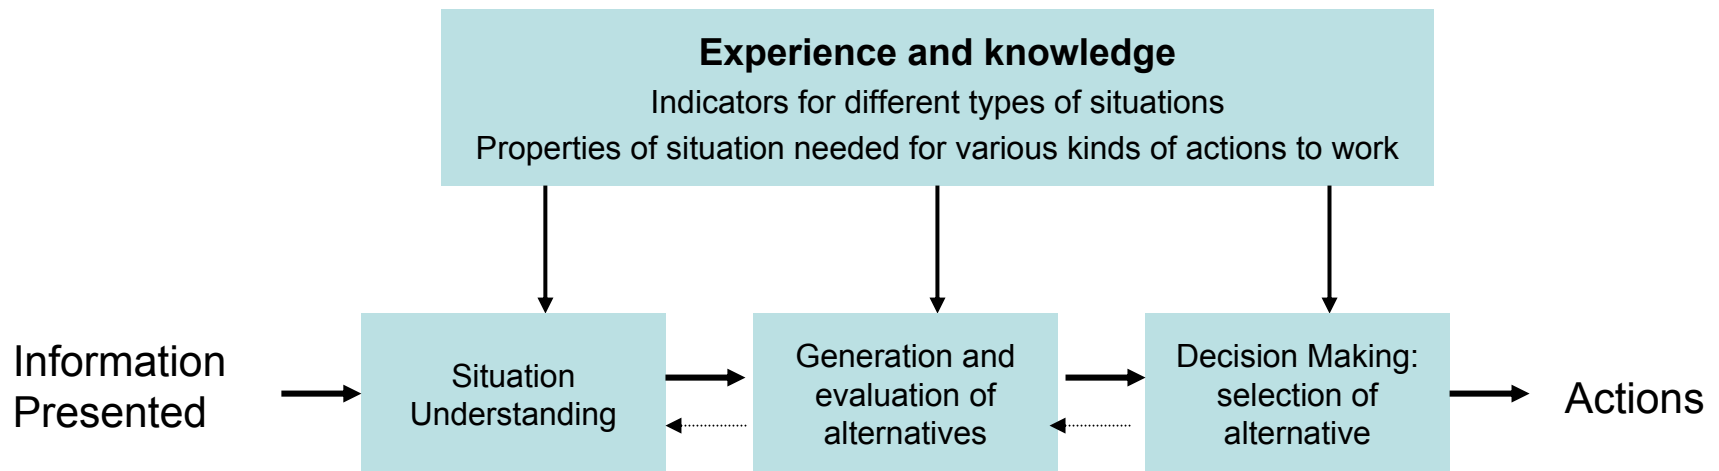 Experience and knowledge
Indicators for different types of situations
Properties of situation needed for various kinds of actions to work
Information
Presented
Situation
Understanding
Generation and
evaluation of
alternatives
Decision Making:
selection of
alternative
Actions